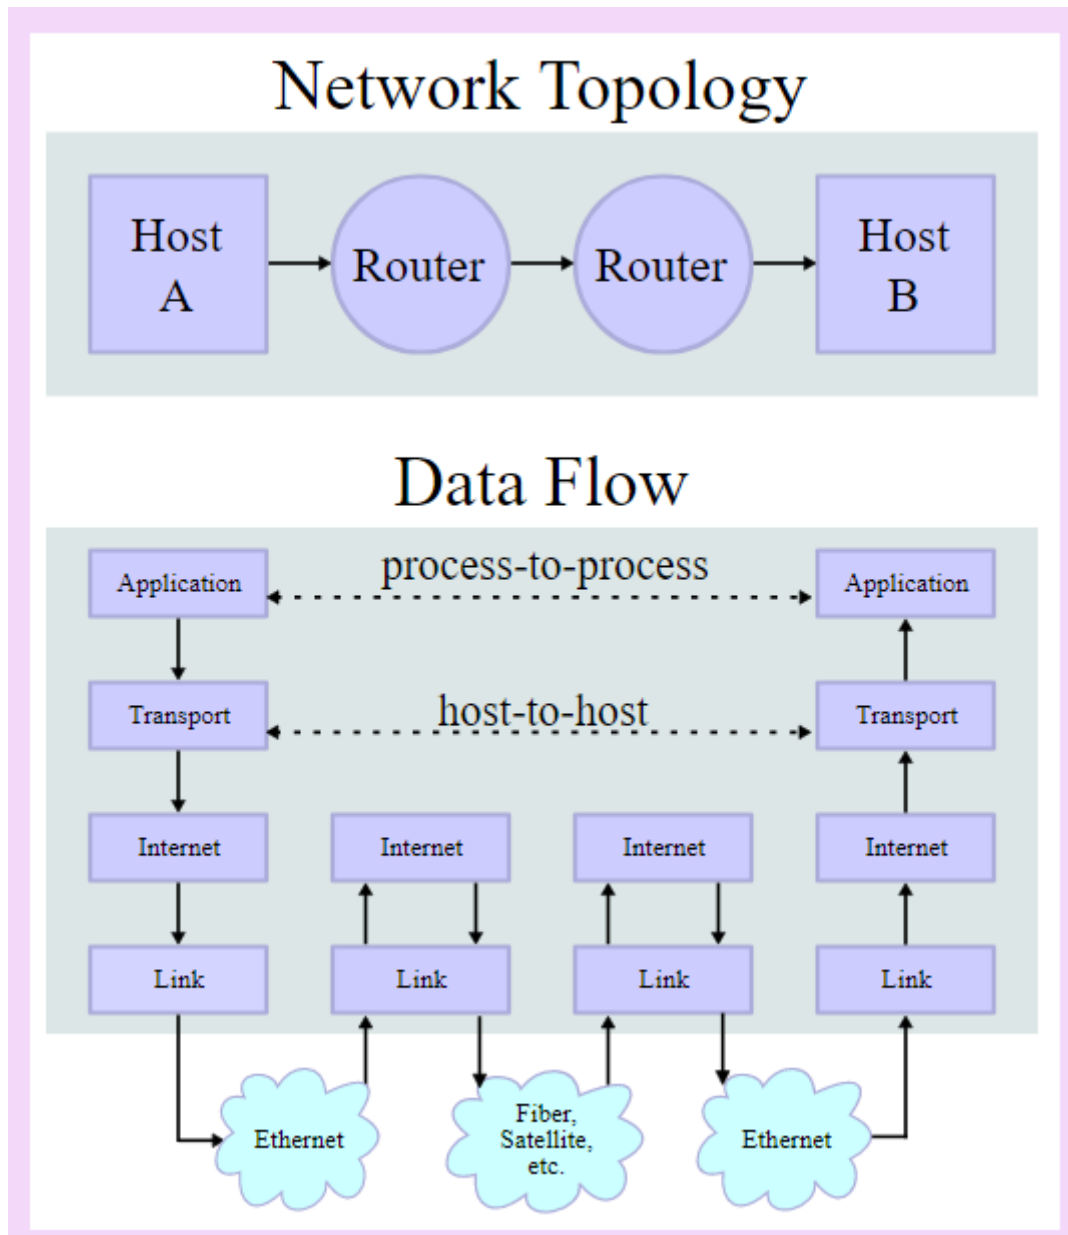 Network Topology
Host
A
Router
Router
Host
B
Data Flow
Application
process-to-process
Application
Transport
host-to-host
Transport
Internet
Internet
Internet
Internet
Link
Link
Link
Link
Ethernet
Fiber,
Satellite,
etc.
Ethernet